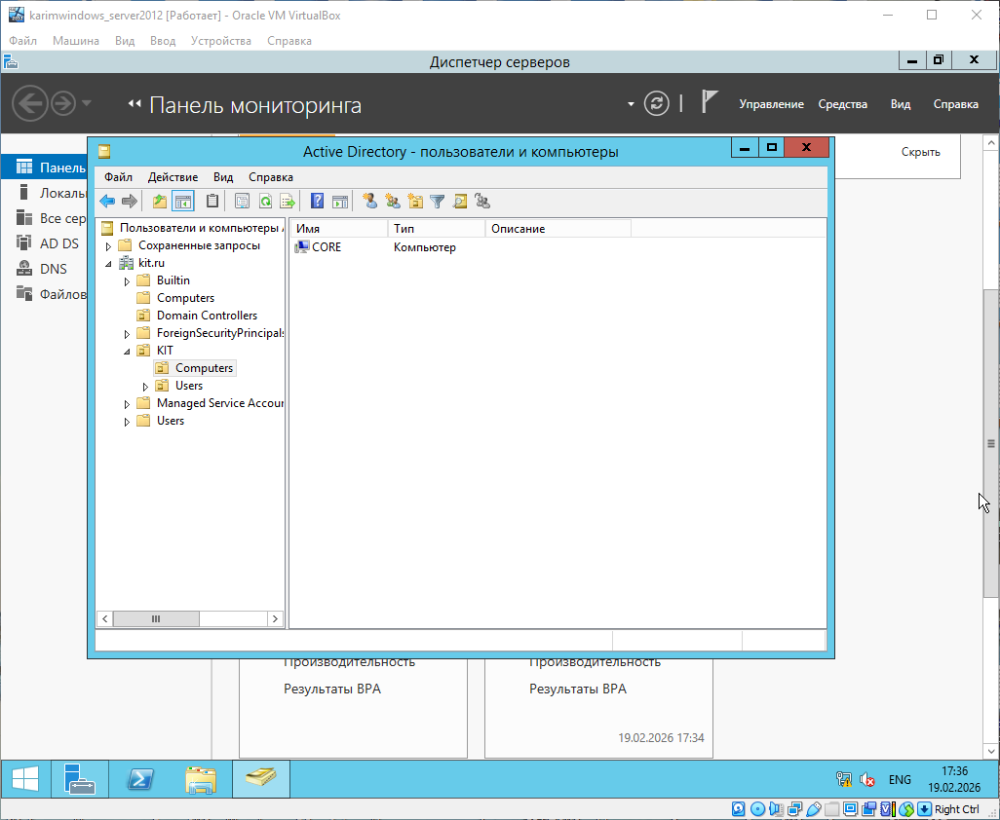 karimwindows_server2012 [Работает] - Oracle VM VirtualBox
Файл Машина Вид Ввод Устройства Справка
Диспетчер серверов
Панель мониторинга
Управление Средства Вид Справка
Скрыть
Панель
Локаль
Все сер
AD DS
DNS
Файлов
Active Directory - пользователи и компьютеры
Файл Действие Вид Справка
Пользователи и компьютеры
Сохраненные запросы
kit.ru
Builtin
Computers
Domain Controllers
ForeignSecurityPrincipals
KIT
Computers
Users
Managed Service Accoun
Users
Имя Тип Описание
CORE Компьютер
Производительность
Результаты BPA
Производительность
Результаты BPA
19.02.2026 17:34
ENG
17:36
19.02.2026
Right Ctrl